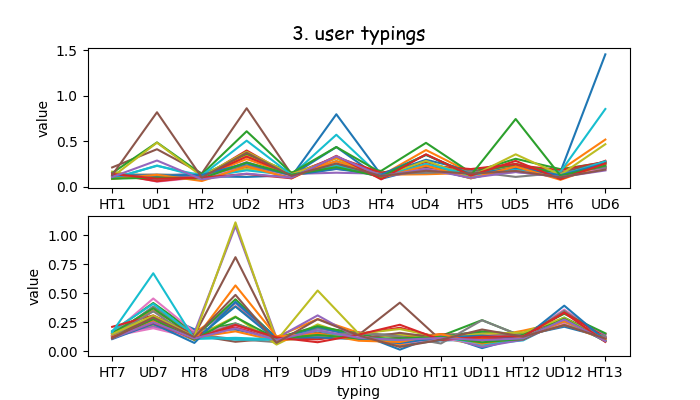 3. user typings
1.5
1.0
0.5
0.0
value
HT1 UD1 HT2 UD2 HT3 UD3 HT4 UD4 HT5 UD5 HT6 UD6
1.00
0.75
0.50
0.25
0.00
value
HT7 UD7 HT8 UD8 HT9 UD9 HT10 UD10 HT11 UD11 HT12 UD12 HT13
typing